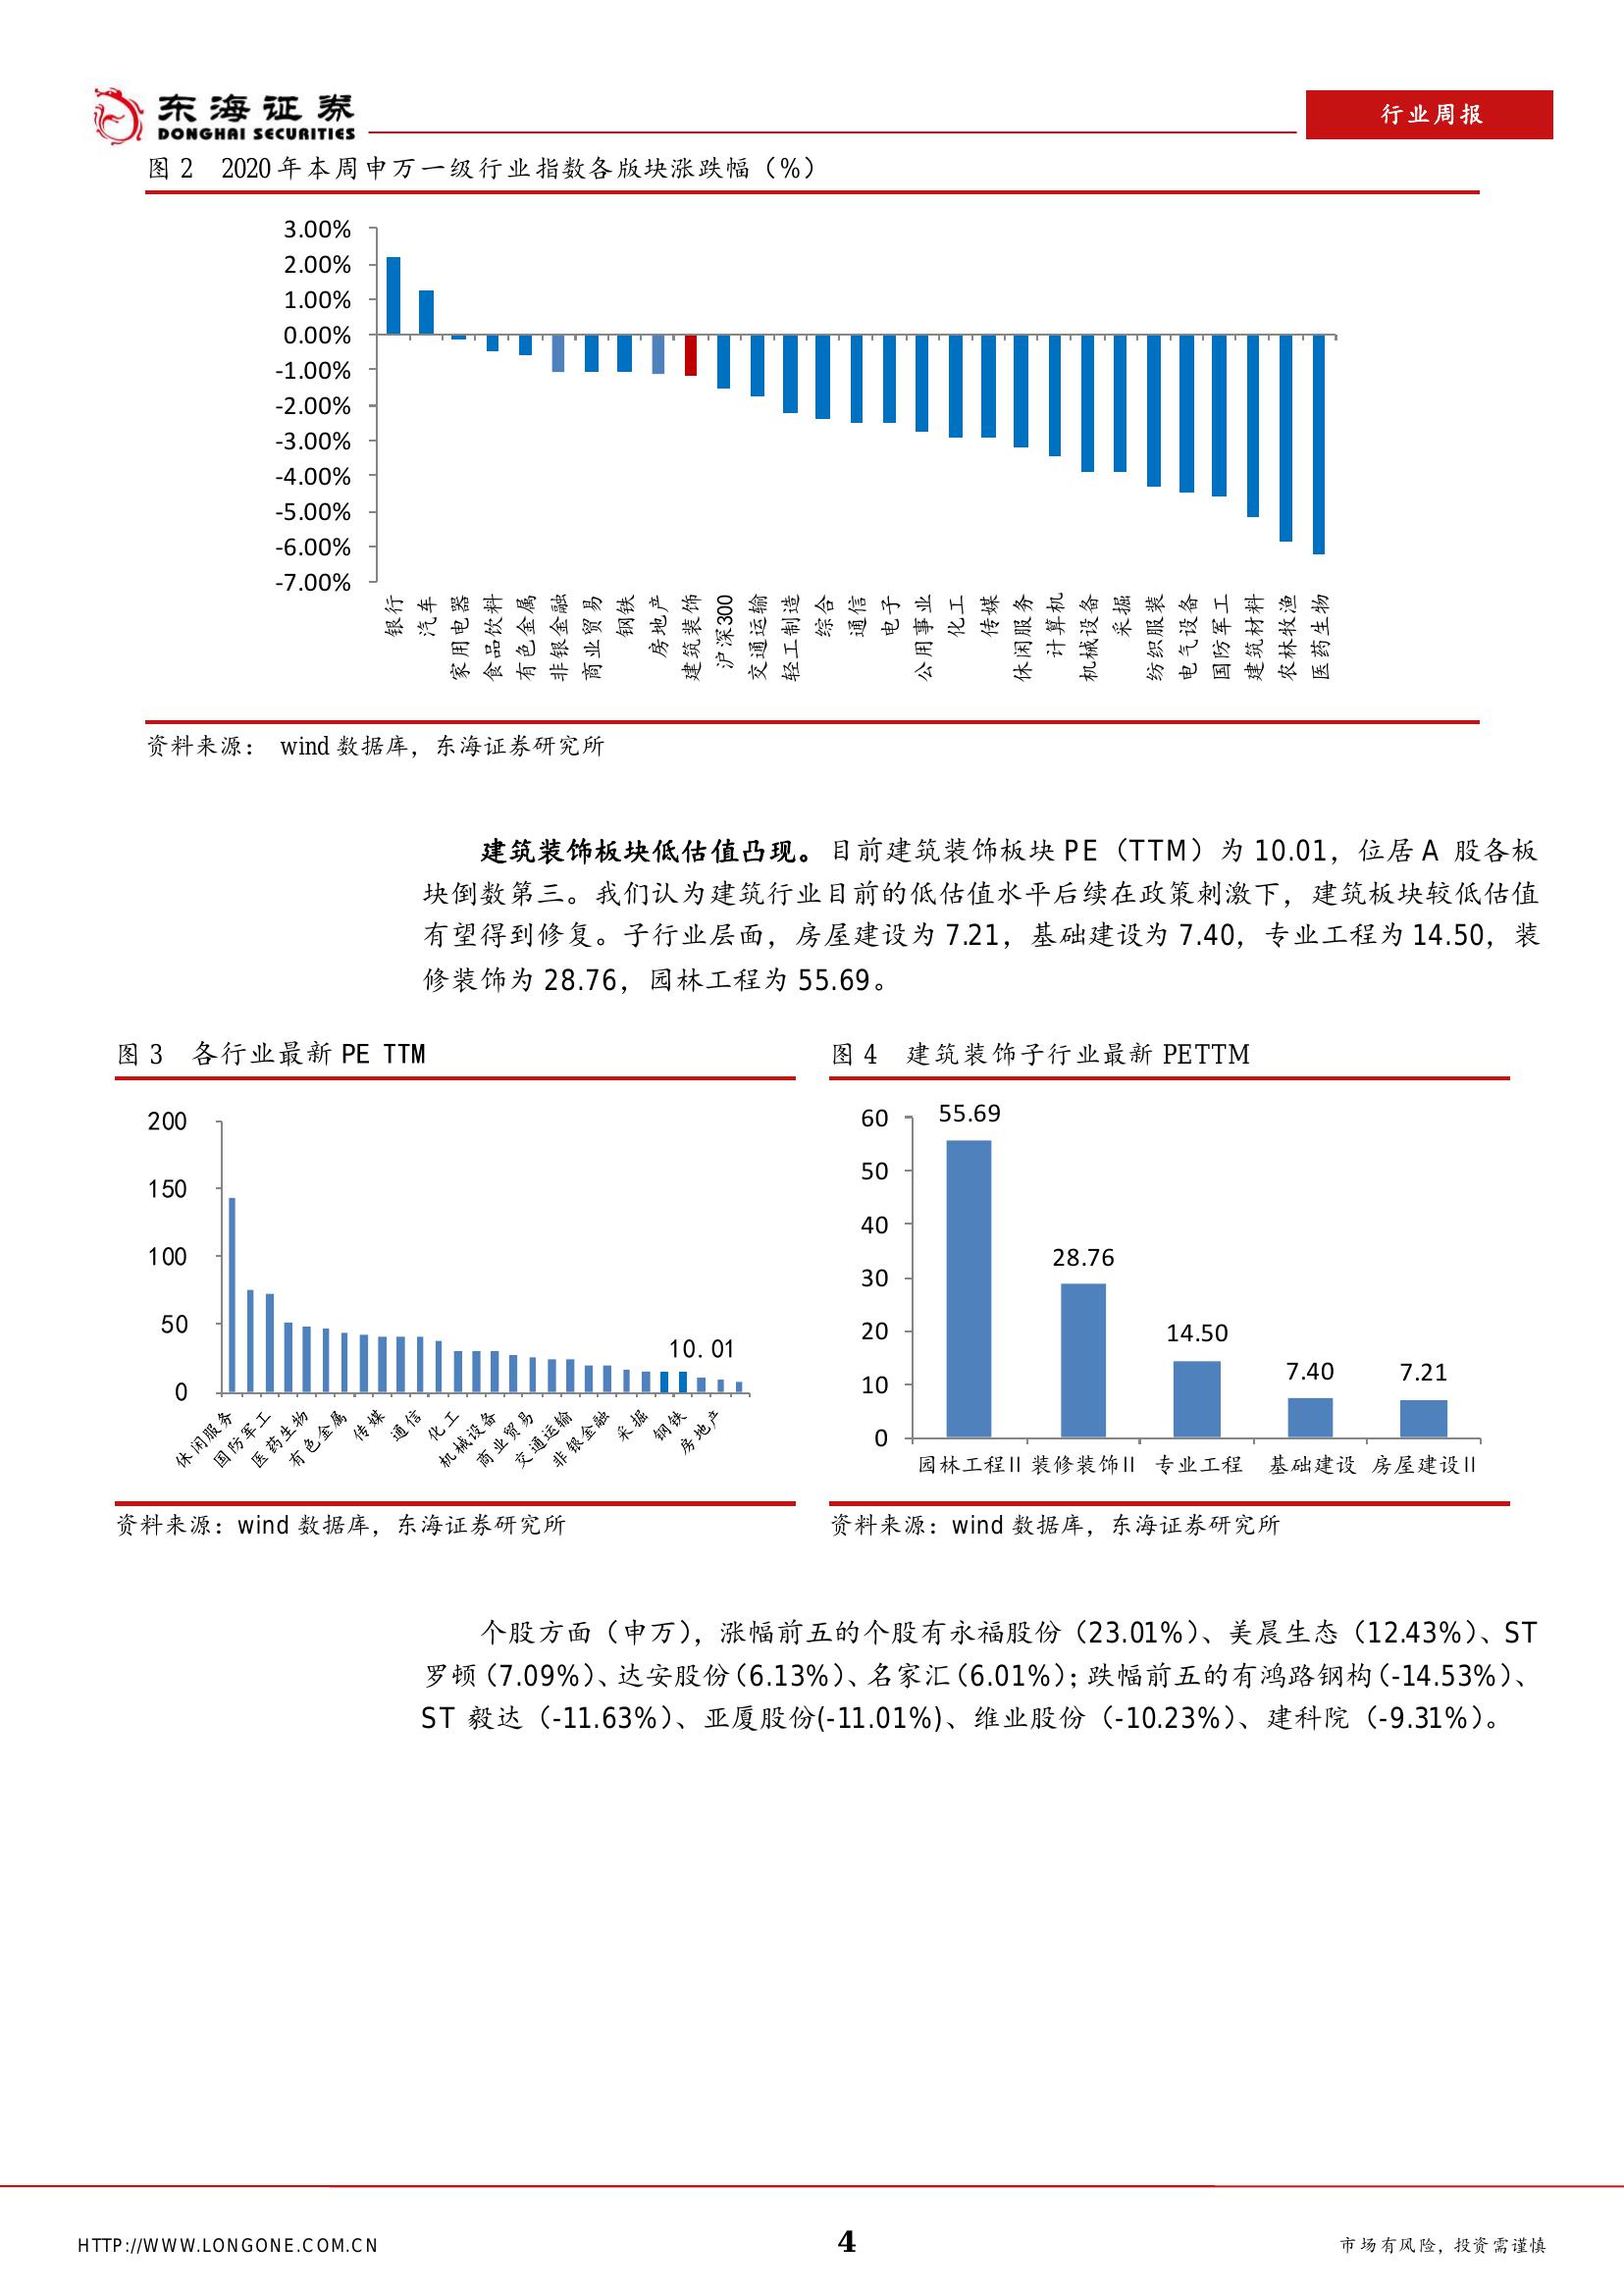 东海证券
DONGHAI SECURITIES
行业周报
图 2 2020 年本周申万一级行业指数各版块涨跌幅（%）
3.00%
2.00%
1.00%
0.00%
-1.00%
-2.00%
-3.00%
-4.00%
-5.00%
-6.00%
-7.00%
银行
汽车
家用电器
食品饮料
有色金属
非银金融
商业贸易
钢铁
房地产
建筑装饰
沪深300
交通运输
轻工制造
综合
通信
电子
公用事业
化工
传媒
休闲服务
计算机
机械设备
采掘
纺织服装
电气设备
国防军工
建筑材料
农林牧渔
医药生物
资料来源： wind 数据库，东海证券研究所
建筑装饰板块低估值凸现。目前建筑装饰板块 PE（TTM）为 10.01，位居 A 股各板
块倒数第三。我们认为建筑行业目前的低估值水平后续在政策刺激下，建筑板块较低估值
有望得到修复。子行业层面，房屋建设为 7.21，基础建设为 7.40，专业工程为 14.50，装
修装饰为 28.76，园林工程为 55.69。
图 3 各行业最新 PE TTM
200
150
100
50
0
10.01
休闲服务
国防军工
医药生物
有色金属
传媒
通信
化工
机械设备
商业贸易
交通运输
非银金融
采掘
钢铁
房地产
资料来源：wind 数据库，东海证券研究所
图 4 建筑装饰子行业最新 PETTM
60
50
40
30
20
10
0
55.69
28.76
14.50
7.40
7.21
园林工程II 装修装饰II 专业工程 基础建设 房屋建设II
资料来源：wind 数据库，东海证券研究所
个股方面（申万），涨幅前五的个股有永福股份（23.01%）、美晨生态（12.43%）、ST
罗顿（7.09%）、达安股份（6.13%）、名家汇（6.01%）；跌幅前五的有鸿路钢构（-14.53%）、
ST 毅达（-11.63%）、亚厦股份(-11.01%)、维业股份（-10.23%）、建科院（-9.31%）。
HTTP://WWW.LONGONE.COM.CN
4
市场有风险，投资需谨慎